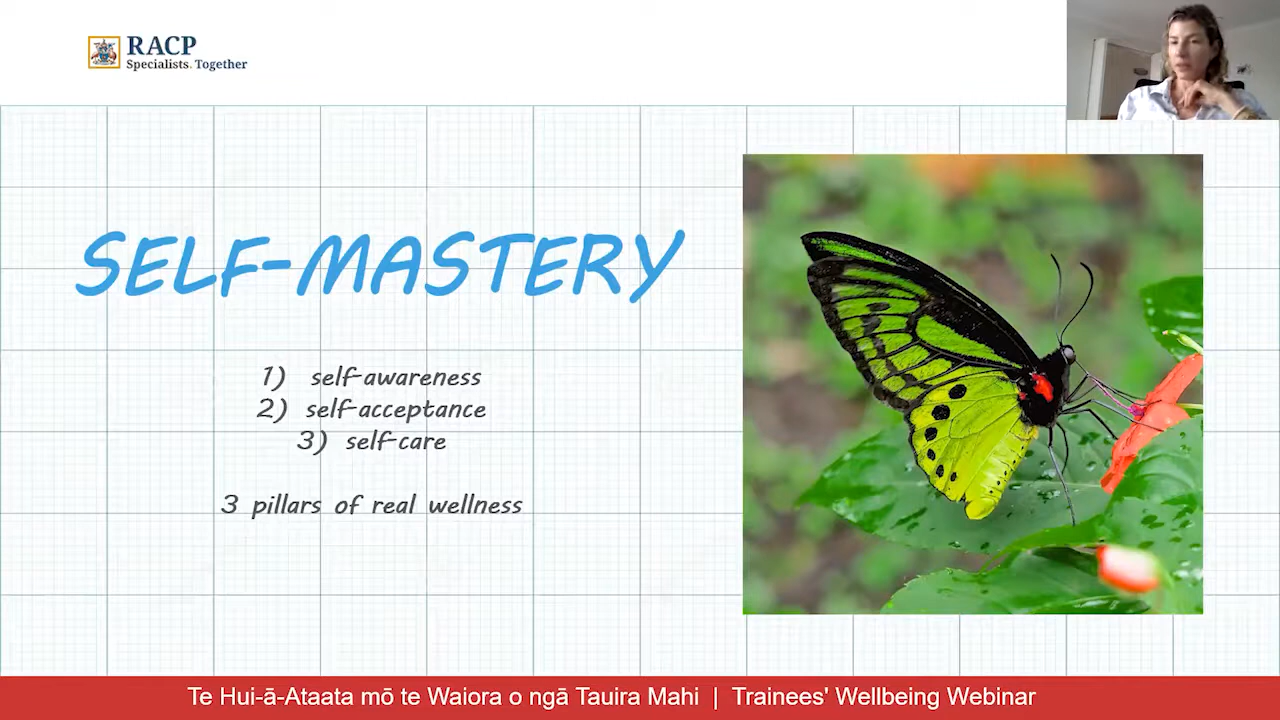 RACP
Specialists. Together
SELF-MASTERY
1) self-awareness
2) self-acceptance
3) self-care
3 pillars of real wellness
Te Hui-ā-Ataata mō te Waiora o ngā Tauira Mahi | Trainees' Wellbeing Webinar